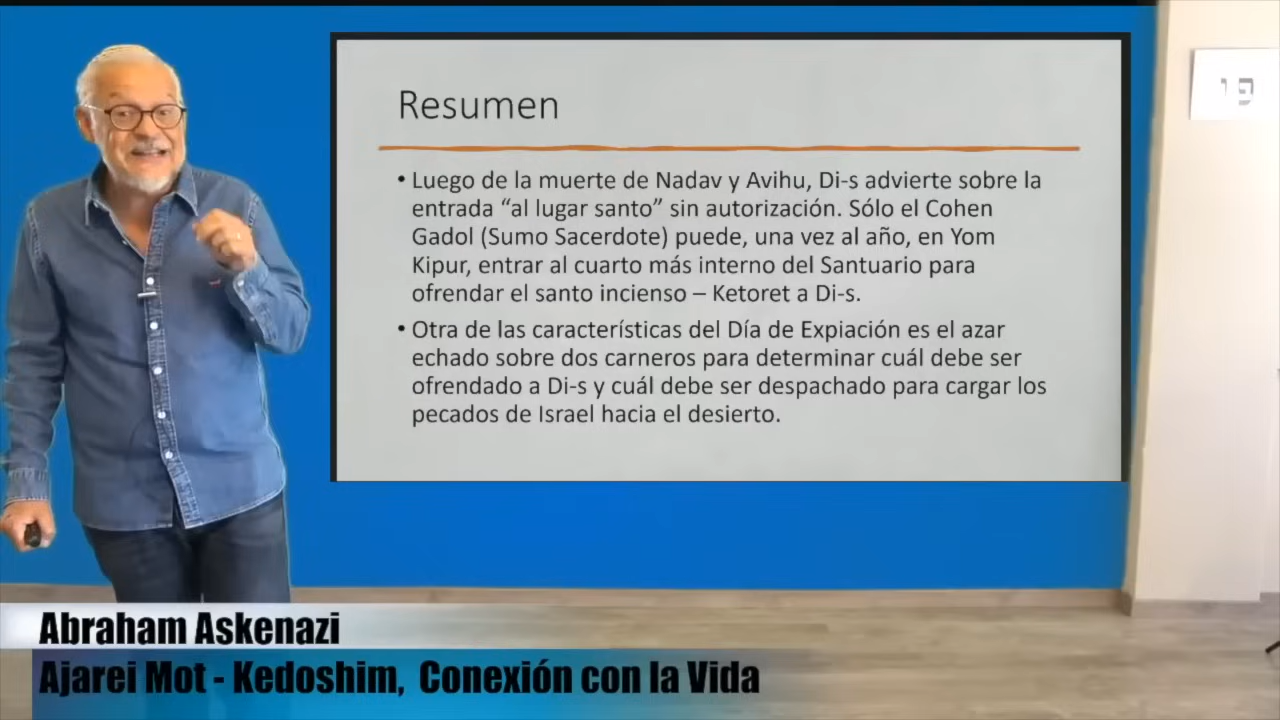 Resumen
• Luego de la muerte de Nadav y Avihu, Di-s advierte sobre la
entrada “al lugar santo” sin autorización. Sólo el Cohen
Gadol (Sumo Sacerdote) puede, una vez al año, en Yom
Kipur, entrar al cuarto más interno del Santuario para
ofrendar el santo incienso – Ketoret a Di-s.
• Otra de las características del Día de Expiación es el azar
echado sobre dos carneros para determinar cuál debe ser
ofrendado a Di-s y cuál debe ser despachado para cargar los
pecados de Israel hacia el desierto.
Abraham Askenazi
Ajarei Mot - Kedoshim, Conexión con la Vida